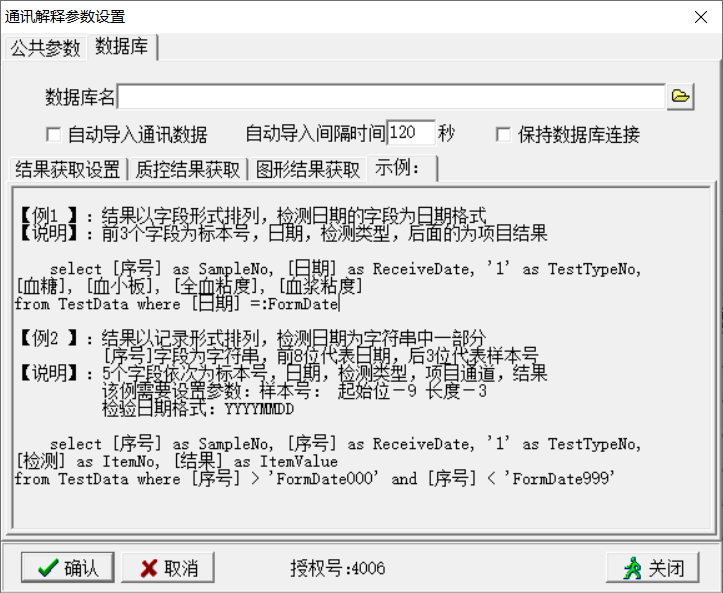 通讯解释参数设置
公共参数 数据库
数据库名
自动导入通讯数据 自动导入间隔时间 120 秒 保持数据库连接
结果获取设置 质控结果获取 图形结果获取 示例：
【例1 】：结果以字段形式排列，检测日期的字段为日期格式
【说明】：前3个字段为标本号，日期，检测类型，后面的为项目结果
select [序号] as SampleNo, [日期] as ReceiveDate, '1' as TestTypeNo,
[血糖], [血小板], [全血粘度], [血浆粘度]
from TestData where [日期] =:FormDate
【例2 】：结果以记录形式排列，检测日期为字符串中一部分
[序号]字段为字符串，前8位代表日期，后3位代表样本号
【说明】：5个字段依次为标本号，日期，检测类型，项目通道，结果
该例需要设置参数：样本号： 起始位－9 长度－3
检验日期格式：YYYYMMDD
select [序号] as SampleNo, [序号] as ReceiveDate, '1' as TestTypeNo,
[检测] as ItemNo, [结果] as ItemValue
from TestData where [序号] > 'FormDate000' and [序号] < 'FormDate999'
确认 取消 授权号:4006 关闭